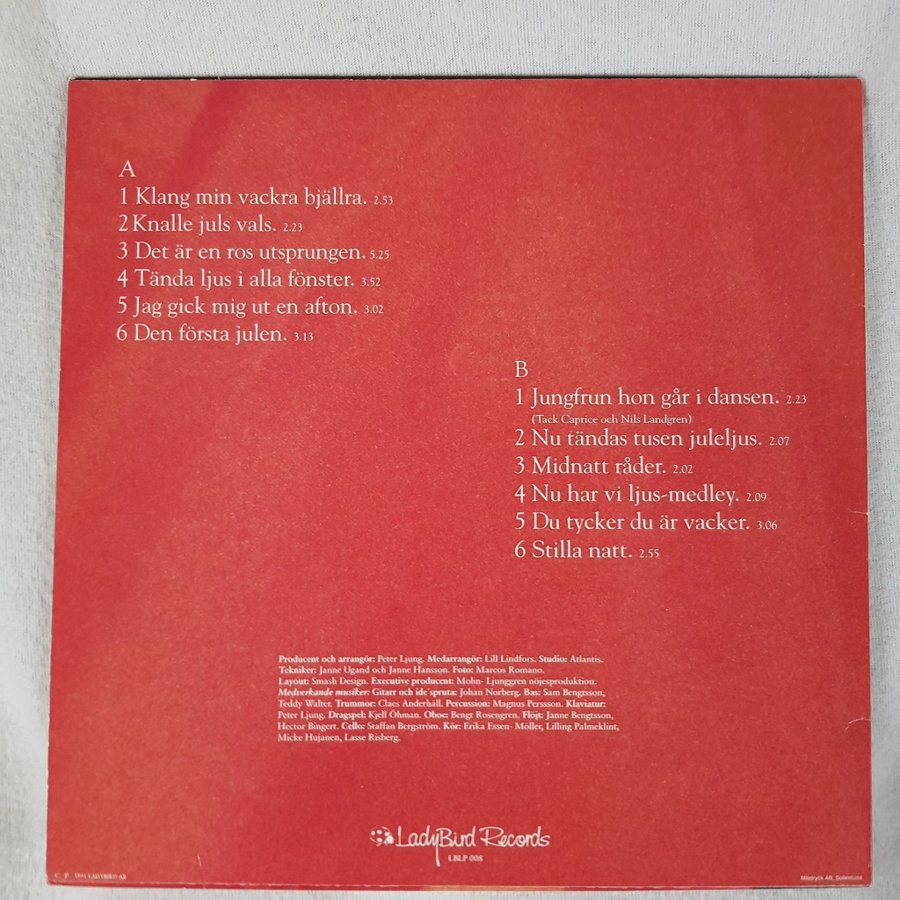 A
1 Klang min vackra bjällra. 2.53
2 Knalle juls vals. 2.23
3 Det är en ros utsprungen. 5.25
4 Tända ljus i alla fönster. 3.52
5 Jag gick mig ut en afton. 3.02
6 Den första julen. 3.13
B
1 Jungfrun hon går i dansen. 2.23
(Tack Caprice och Nils Landgren)
2 Nu tändas tusen juleljus. 2.07
3 Midnatt råder. 2.02
4 Nu har vi ljus-medley. 2.09
5 Du tycker du är vacker. 3.06
6 Stilla natt. 2.55
Producent och arrangör: Peter Ljung. Medarrangör: Lill Lindfors. Studio: Atlantis.
Tekniker: Janne Ugand och Janne Hansson. Foto: Marcos Romano.
Layout: Smash Design. Executive producent: Molin- Ljunggren nöjesproduktion.
Medverkande musiker: Gitarr och ide´spruta: Johan Norberg. Bas: Sam Bengtsson,
Teddy Walter. Trummor: Claes Anderhäll. Percussion: Magnus Persssson. Klaviatur:
Peter Ljung. Dragspel: Kjell Öhman. Oboe: Bengt Rosengren. Flöjt: Janne Bengtsson,
Hector Bingert. Cello: Staffan Bergström. Kör: Erika Essen- Möller, Lilling Palmeklint,
Micke Hujanen, Lasse Risberg.
LadyBird Records
LBLP 008
C P 1991 LADYBIRD AB
Miletryck AB, Sollentuna